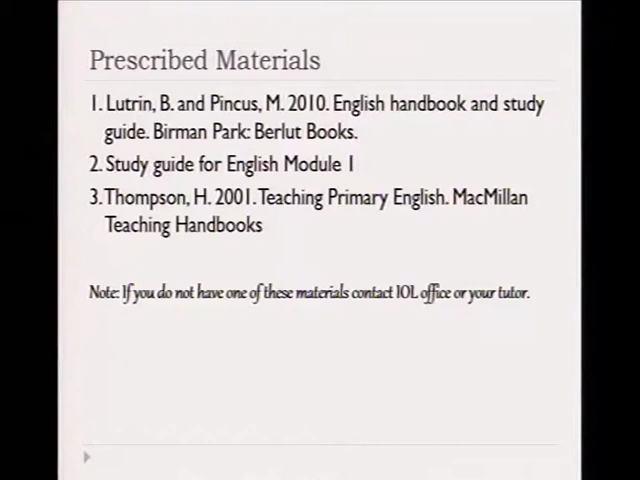 Prescribed Materials
1. Lutrin, B. and Pincus, M. 2010. English handbook and study
guide. Birman Park: Berlut Books.
2. Study guide for English Module 1
3. Thompson, H. 2001. Teaching Primary English. MacMillan
Teaching Handbooks
Note: If you do not have one of these materials contact IOL office or your tutor.